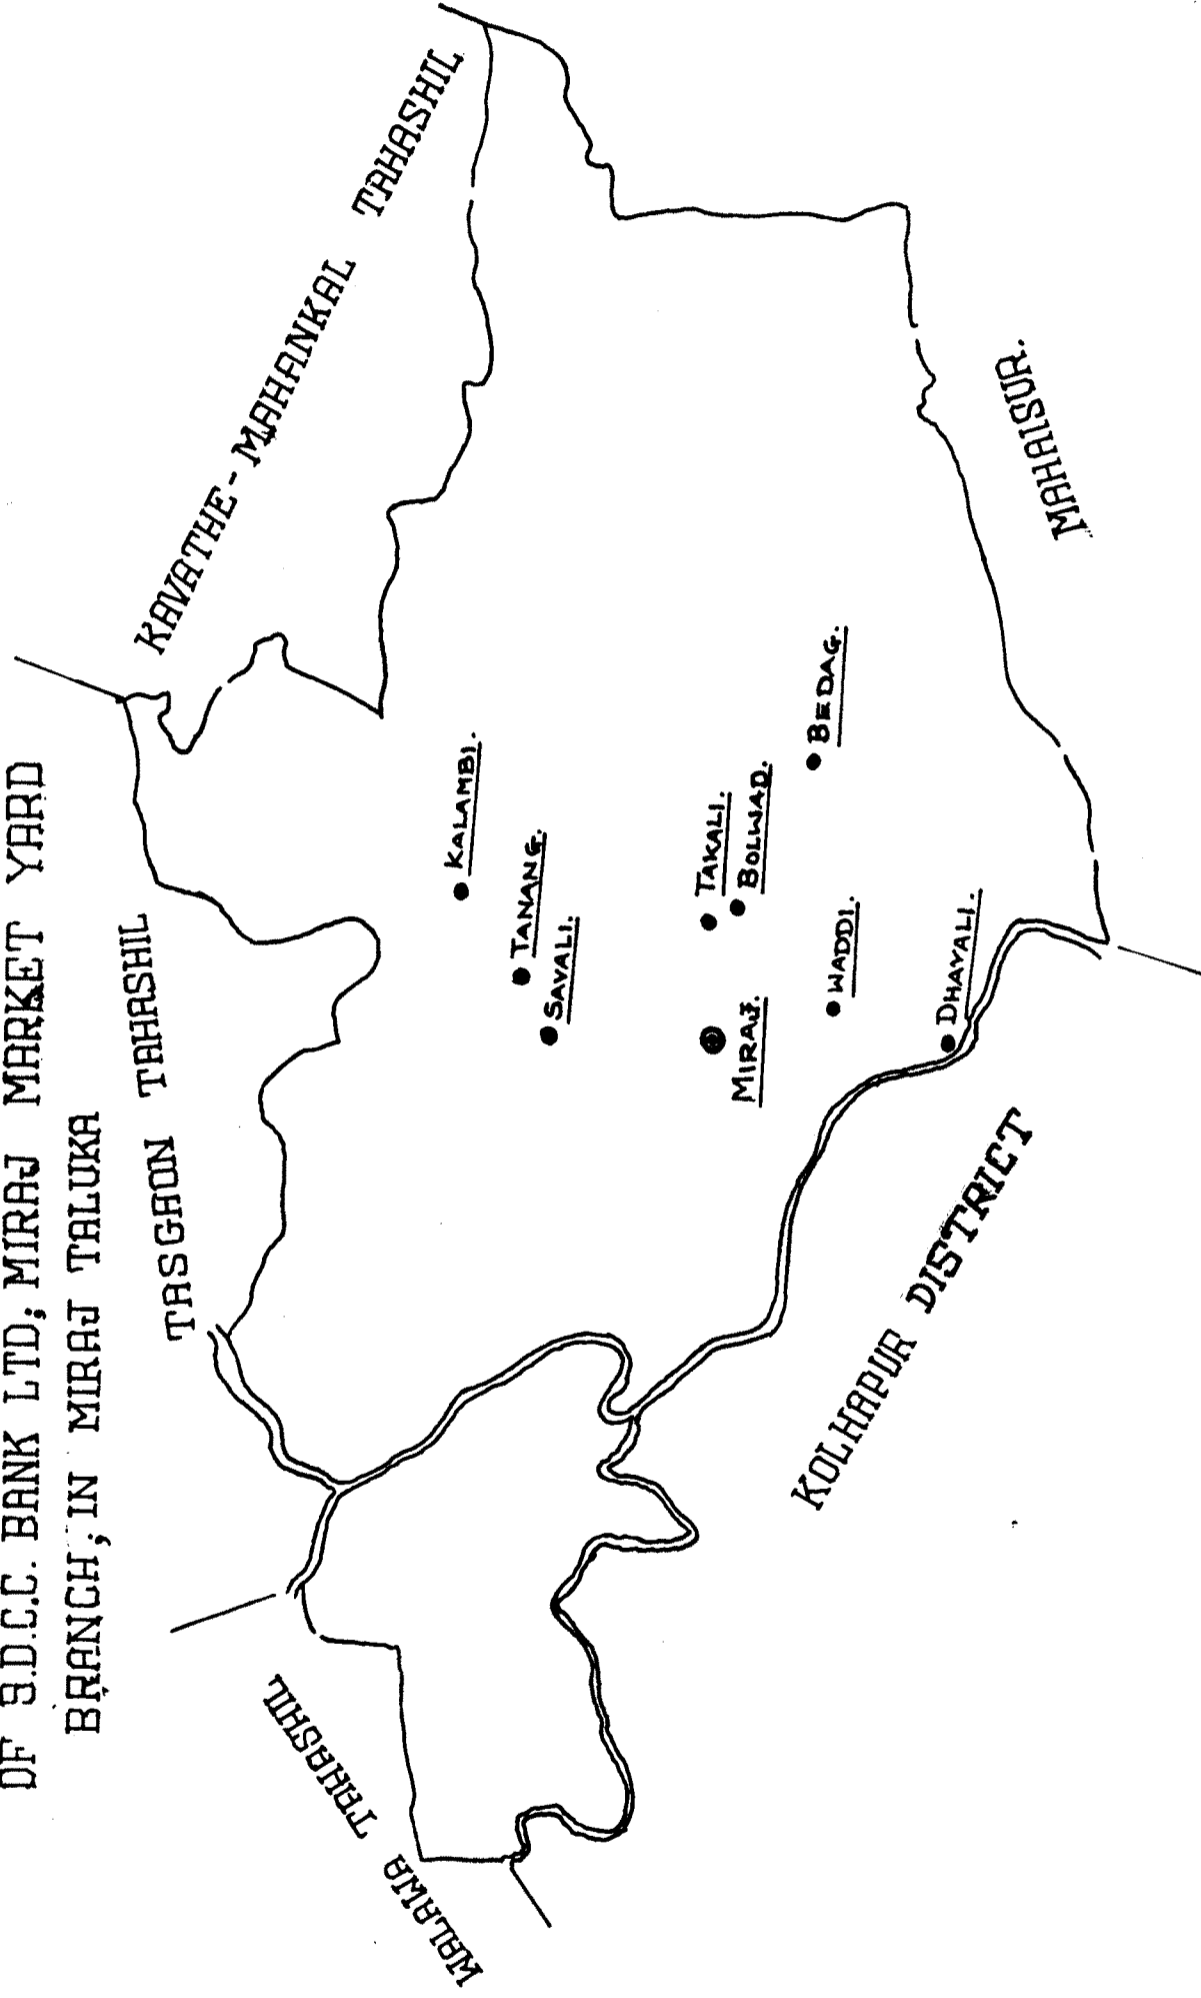 OF S.D.C.C. BANK LTD; MIRAJ MARKET YARD
BRANCH; IN MIRAJ TALUKA
KAVATHE-MAHANKAL TAHASHIL
TASGAON TAHASHIL
WALAWA TAHASHIL
KALAMBI.
TANANG.
SAVALI.
TAKALI.
BOLWAD.
BEDAG.
MIRAJ.
WADDI.
DHAVALI.
MAHAISUR.
KOLHAPUR DISTRICT